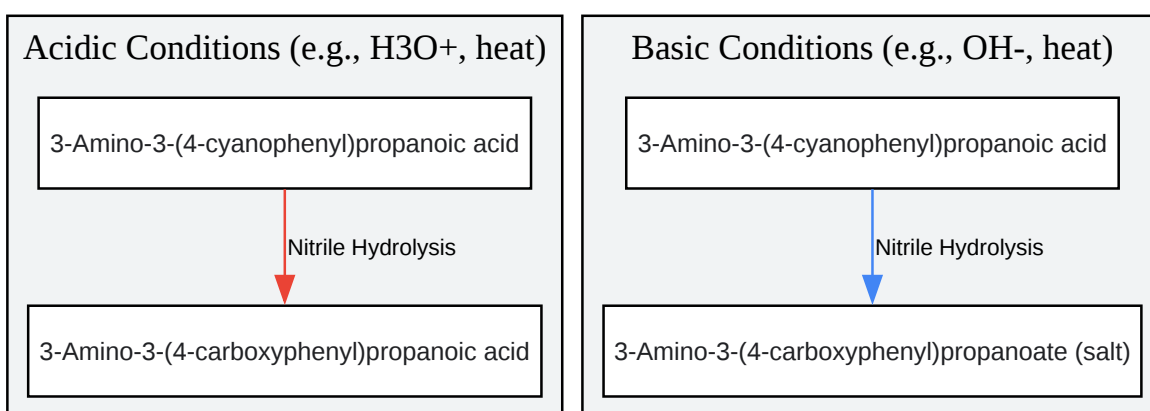 Acidic Conditions (e.g., H3O+, heat)
3-Amino-3-(4-cyanophenyl)propanoic acid
Nitrile Hydrolysis
3-Amino-3-(4-carboxyphenyl)propanoic acid
Basic Conditions (e.g., OH-, heat)
3-Amino-3-(4-cyanophenyl)propanoic acid
Nitrile Hydrolysis
3-Amino-3-(4-carboxyphenyl)propanoate (salt)